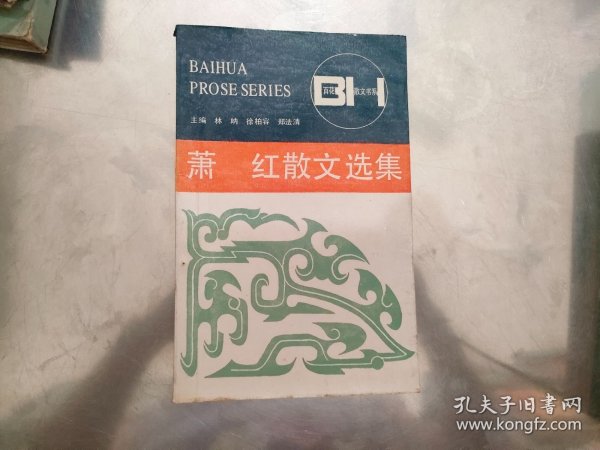 BAIHUA
PROSE SERIES
BH
百花 散文书系
主编 林呐 徐柏容 郑法清
萧 红散文选集
孔夫子旧书网
www.kongfz.com